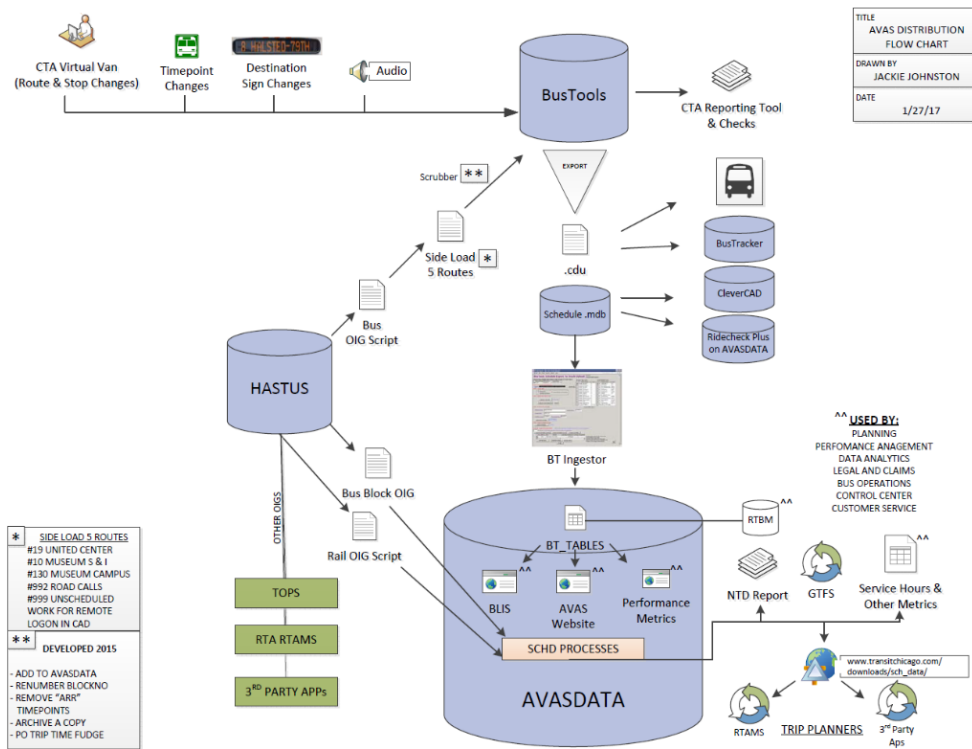 CTA Virtual Van
(Route & Stop Changes)
Timepoint
Changes
8 HALSTED-79TH
Destination
Sign Changes
Audio
BusTools
CTA Reporting Tool
& Checks
TITLE
AVAS DISTRIBUTION
FLOW CHART
DRAWN BY
JACKIE JOHNSTON
DATE
1/27/17
EXPORT
Scrubber **
Side Load *
5 Routes
.cdu
BusTracker
CleverCAD
Schedule .mdb
Ridecheck Plus
on AVASDATA
Bus
OIG Script
HASTUS
BT Ingestor
^^ USED BY:
PLANNING
PERFOMANCE ANAGEMENT
DATA ANALYTICS
LEGAL AND CLAIMS
BUS OPERATIONS
CONTROL CENTER
CUSTOMER SERVICE
Bus Block OIG
Rail OIG Script
OTHER OIGS
TOPS
RTA RTAMS
3RD PARTY APPs
BT_TABLES
^^
RTBM
^^
BLIS
^^
AVAS
Website
^^
Performance
Metrics
SCHD PROCESSES
AVASDATA
NTD Report
GTFS
^^
Service Hours &
Other Metrics
www.transitchicago.com/
downloads/sch_data/
RTAMS
TRIP PLANNERS
3rd Party
Aps
* SIDE LOAD 5 ROUTES
#19 UNITED CENTER
#10 MUSEUM S & I
#130 MUSEUM CAMPUS
#992 ROAD CALLS
#999 UNSCHEDULED
WORK FOR REMOTE
LOGON IN CAD
**
DEVELOPED 2015
- ADD TO AVASDATA
- RENUMBER BLOCKNO
- REMOVE "ARR"
TIMEPOINTS
- ARCHIVE A COPY
- PO TRIP TIME FUDGE